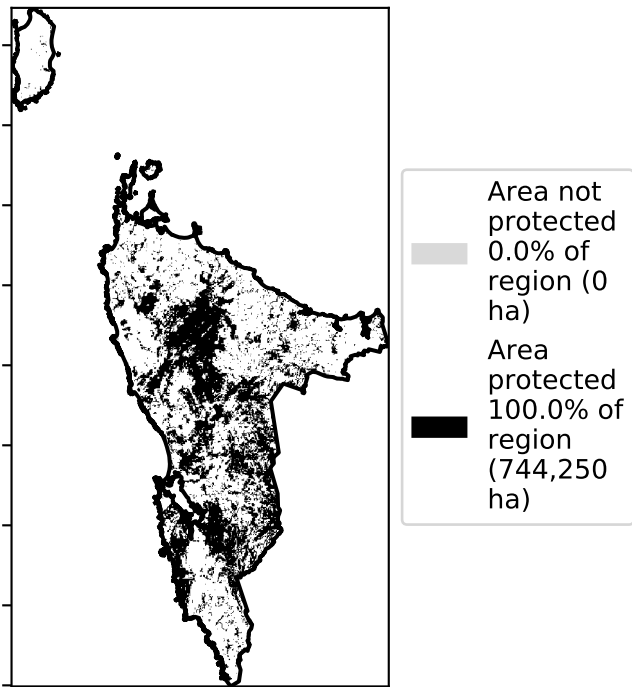 Area not
protected
0.0% of
region (0
ha)
Area
protected
100.0% of
region
(744,250
ha)